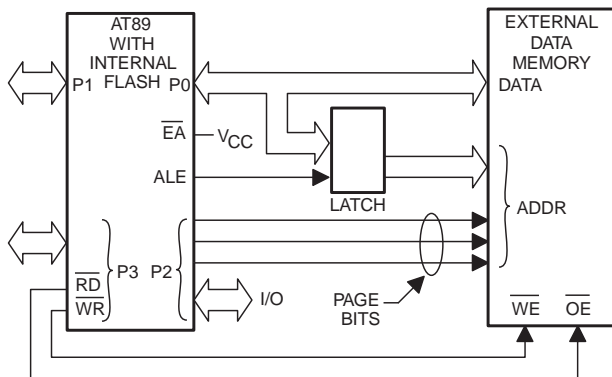 AT89
WITH
INTERNAL
FLASH
P1
P0
EA
VCC
ALE
LATCH
P3
P2
RD
WR
I/O
PAGE
BITS
EXTERNAL
DATA
MEMORY
DATA
ADDR
WE
OE